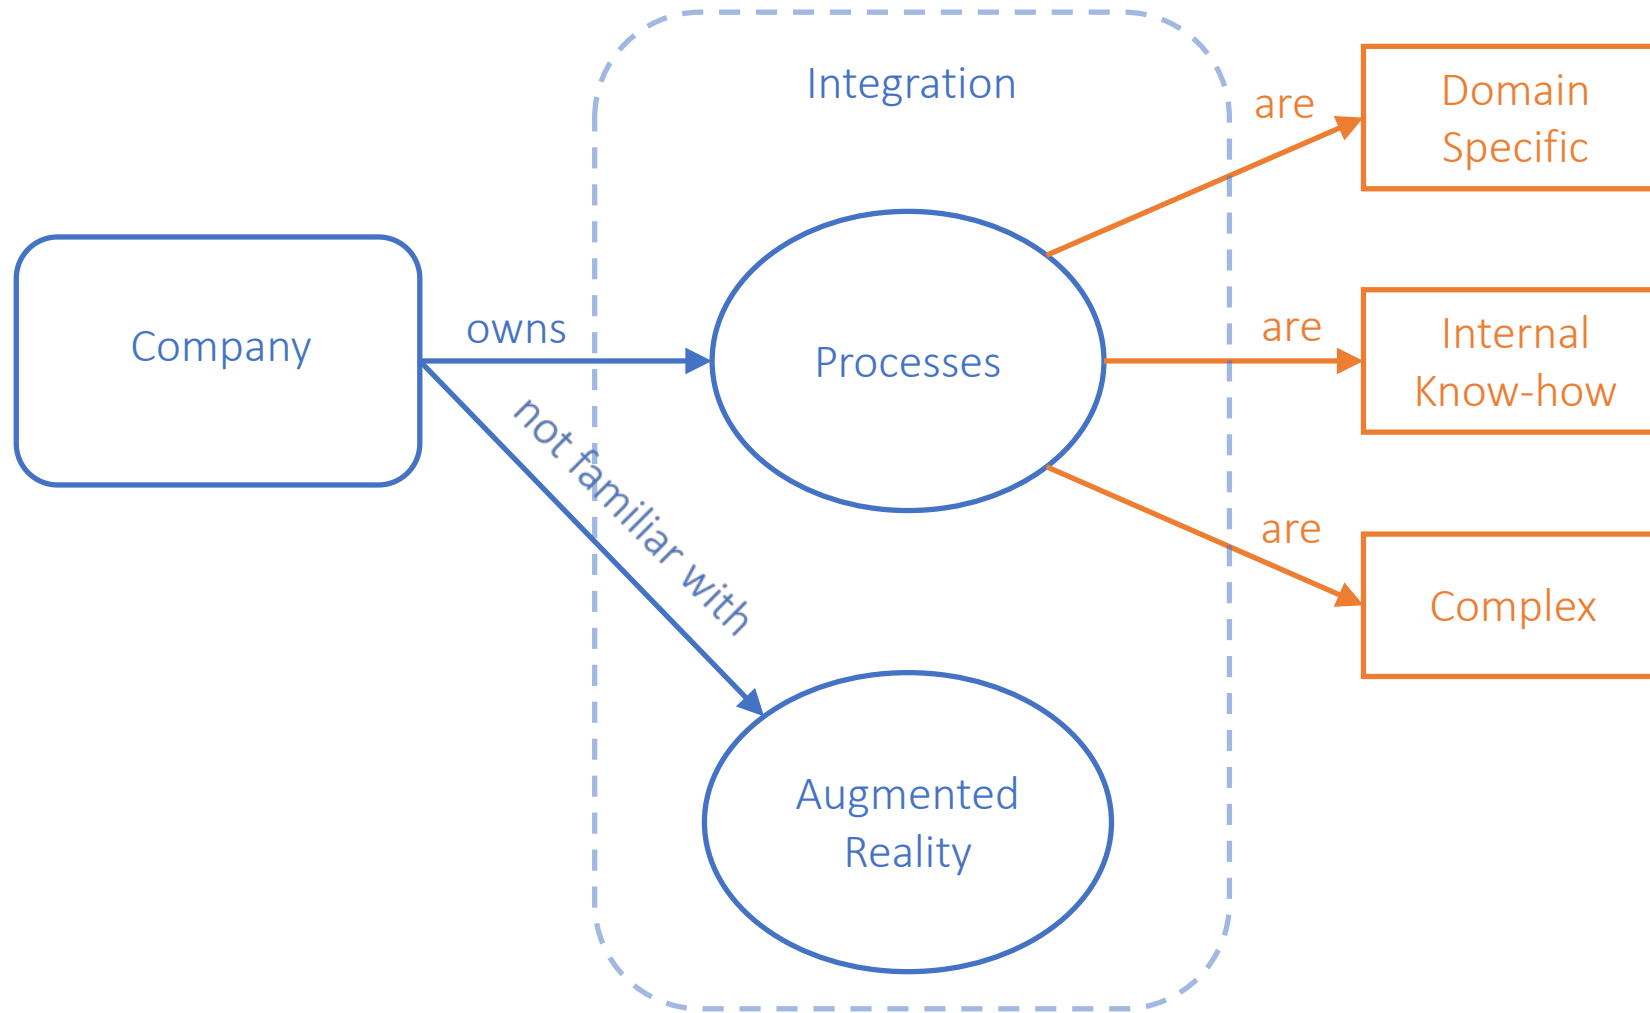 Integration
Company
owns
not familiar with
Processes
Augmented
Reality
are
Domain
Specific
are
Internal
Know-how
are
Complex